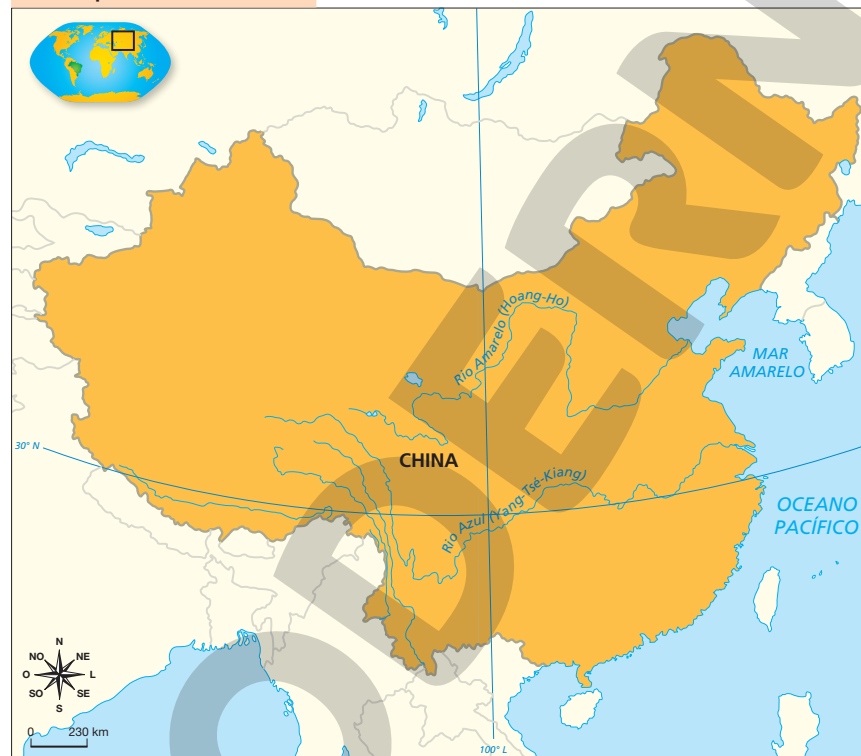 Rio Amarelo (Hoang-Ho)
MAR
AMARELO
30° N
CHINA
Rio Azul (Yang-Tsé-Kiang)
OCEANO
PACÍFICO
N
NO
NE
O
L
SO
SE
S
0
230 km
100° L